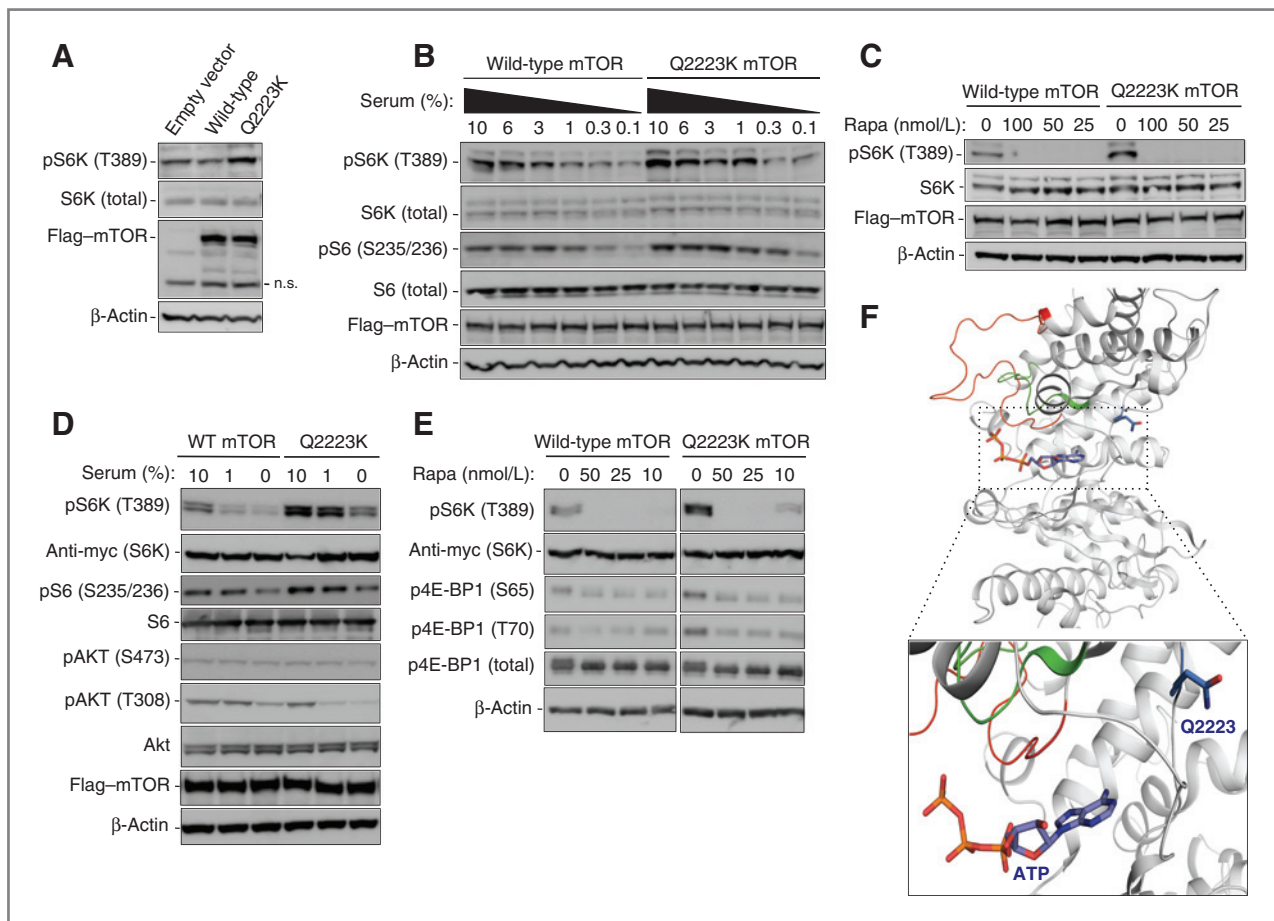 A
Empty vector
Wild-type
Q2223K
pS6K (T389)
S6K (total)
Flag–mTOR
n.s.
β-Actin
B
Wild-type mTOR Q2223K mTOR
Serum (%):
10 6 3 1 0.3 0.1 10 6 3 1 0.3 0.1
pS6K (T389)
S6K (total)
pS6 (S235/236)
S6 (total)
Flag–mTOR
β-Actin
C
Wild-type mTOR Q2223K mTOR
Rapa (nmol/L): 0 100 50 25 0 100 50 25
pS6K (T389)
S6K
Flag–mTOR
β-Actin
D
WT mTOR Q2223K
Serum (%): 10 1 0 10 1 0
pS6K (T389)
Anti-myc (S6K)
pS6 (S235/236)
S6
pAKT (S473)
pAKT (T308)
Akt
Flag–mTOR
β-Actin
E
Wild-type mTOR Q2223K mTOR
Rapa (nmol/L): 0 50 25 10 0 50 25 10
pS6K (T389)
Anti-myc (S6K)
p4E-BP1 (S65)
p4E-BP1 (T70)
p4E-BP1 (total)
β-Actin
F
Q2223
ATP